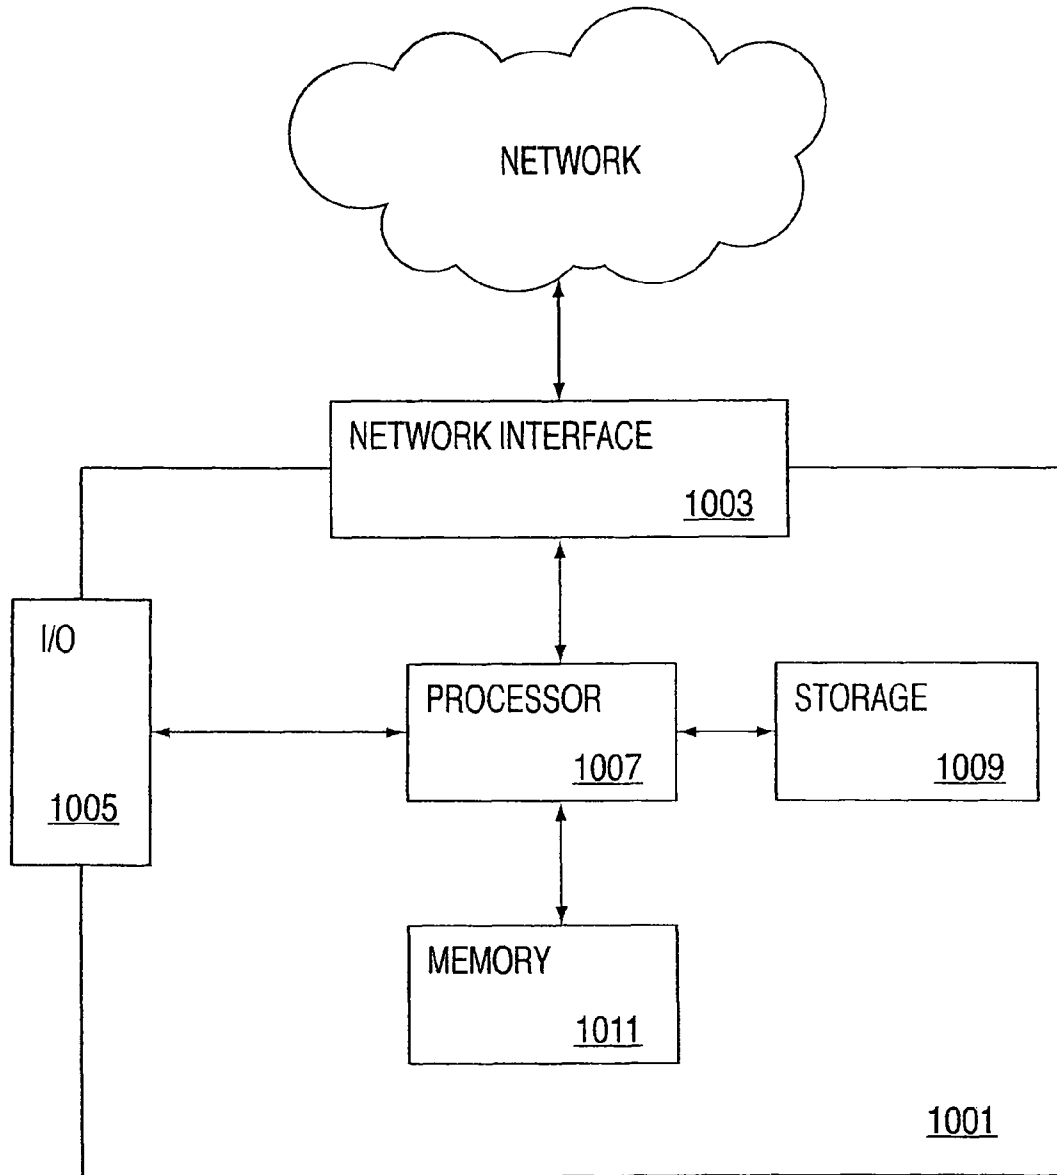 NETWORK
NETWORK INTERFACE
1003
I/O
1005
PROCESSOR
1007
STORAGE
1009
MEMORY
1011
1001